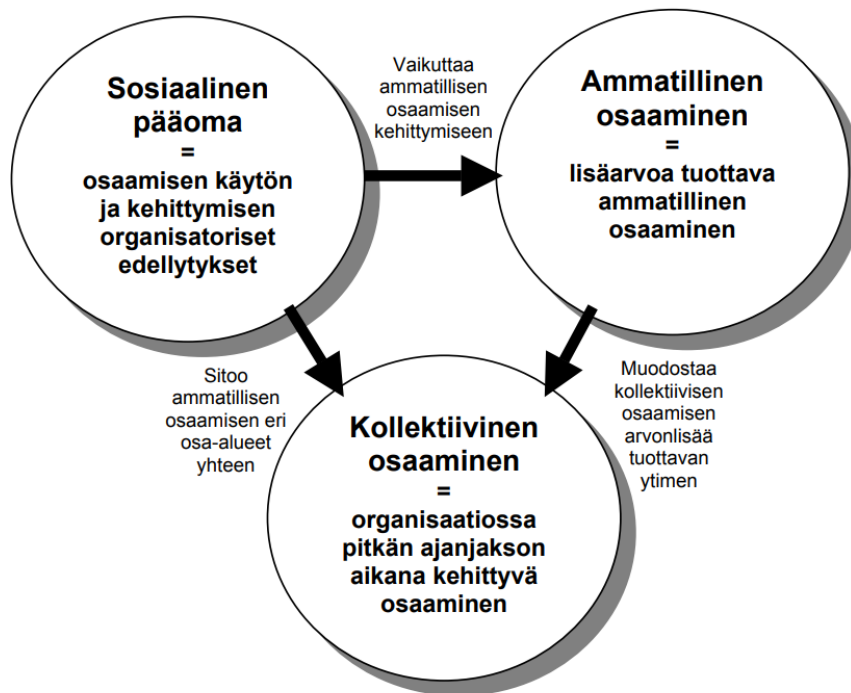 Sosiaalinen
pääoma
=
osaamisen käytön
ja kehittymisen
organisatoriset
edellytykset
Vaikuttaa
ammatillisen
osaamisen
kehittymiseen
Ammatillinen
osaaminen
=
lisäarvoa tuottava
ammatillinen
osaaminen
Sitoo
ammatillisen
osaamisen eri
osa-alueet
yhteen
Muodostaa
kollektiivisen
osaamisen
arvonlisää
tuottavan
ytimen
Kollektiivinen
osaaminen
=
organisaatiossa
pitkän ajanjakson
aikana kehittyvä
osaaminen